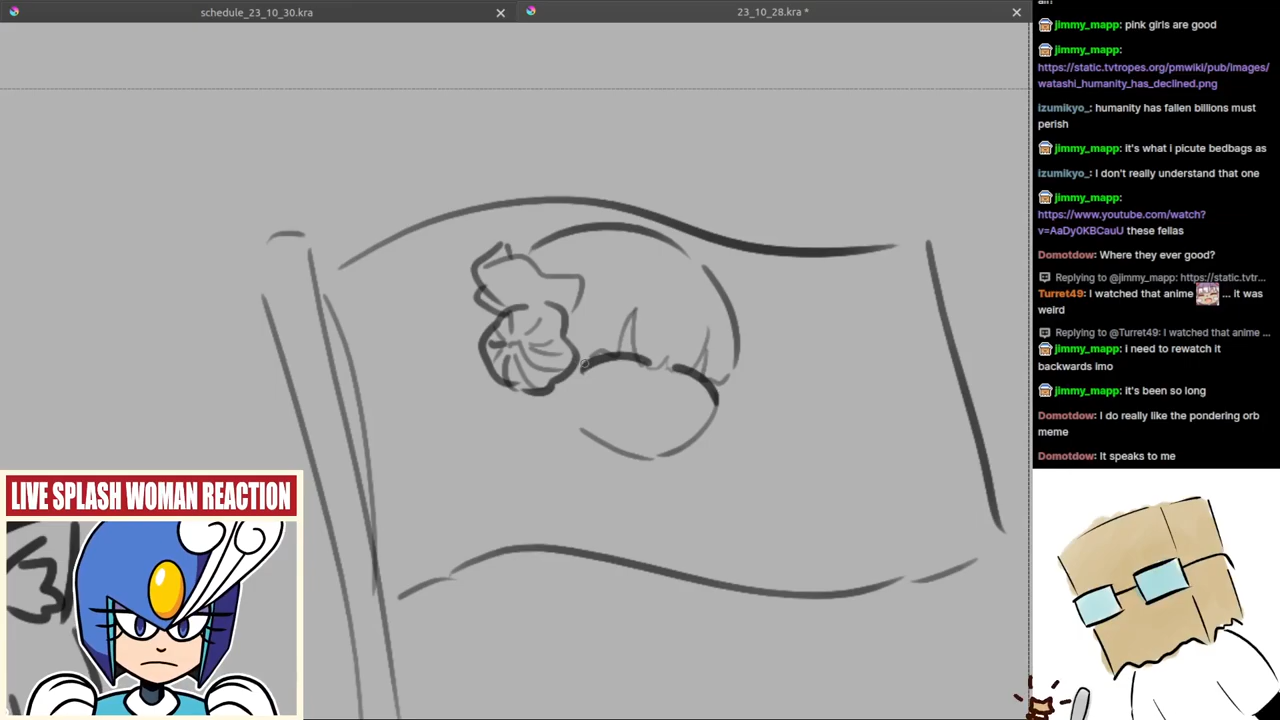 schedule_23_10_30.kra
23_10_28.kra *
jimmy_mapp: pink girls are good
jimmy_mapp:
https://static.tvtropes.org/pmwiki/pub/images/
watashi_humanity_has_declined.png
izumikyo_: humanity has fallen billions must
perish
jimmy_mapp: it's what i picute bedbags as
izumikyo_: I don't really understand that one
jimmy_mapp:
https://www.youtube.com/watch?
v=AaDy0KBCauU these fellas
Domotdow: Where they ever good?
Replying to @jimmy_mapp: https://static.tvtr...
Turret49: I watched that anime ... it was
weird
Replying to @Turret49: I watched that anime ...
jimmy_mapp: I need to rewatch it
backwards imo
jimmy_mapp: it's been so long
Domotdow: I do really like the pondering orb
meme
Domotdow: It speaks to me
LIVE SPLASH WOMAN REACTION